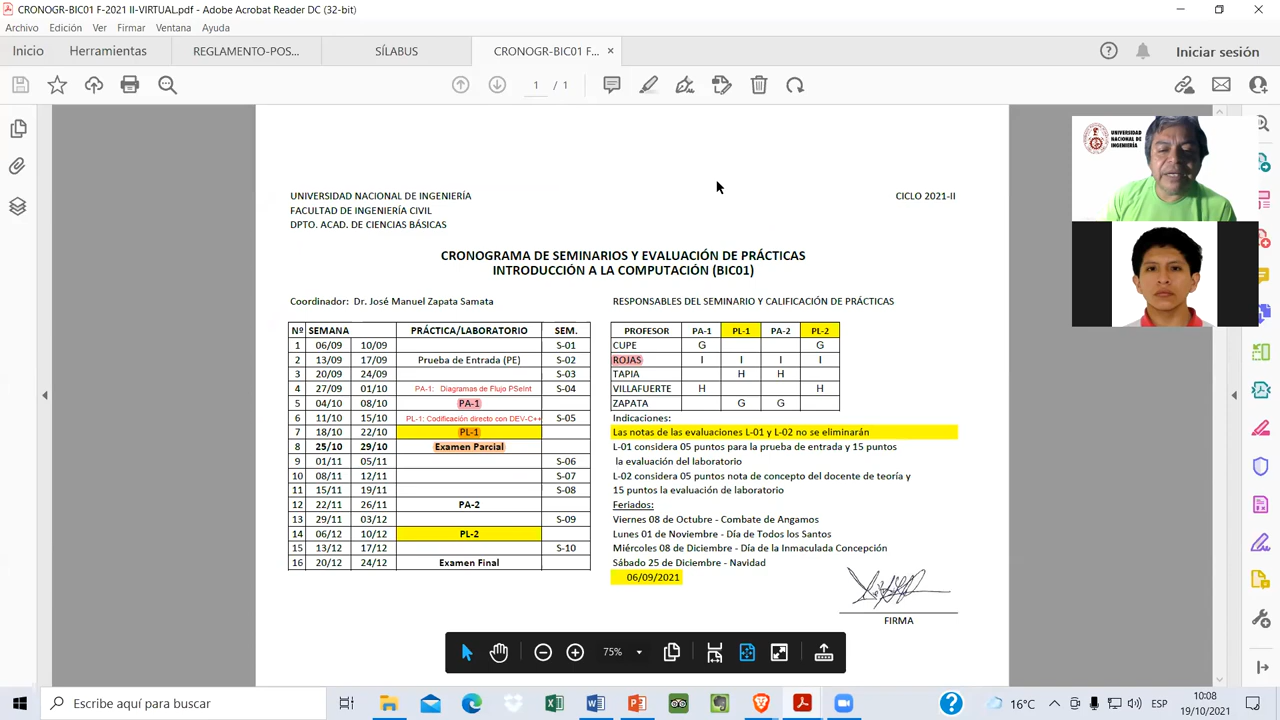 CRONOGR-BIC01 F-2021 II-VIRTUAL.pdf - Adobe Acrobat Reader DC (32-bit)
Archivo Edición Ver Firmar Ventana Ayuda
Inicio Herramientas REGLAMENTO-POS... SÍLABUS CRONOGR-BIC01 F... × Iniciar sesión
1 / 1
UNIVERSIDAD NACIONAL DE INGENIERÍA
UNIVERSIDAD NACIONAL DE INGENIERÍA CICLO 2021-II
FACULTAD DE INGENIERÍA CIVIL
DPTO. ACAD. DE CIENCIAS BÁSICAS
CRONOGRAMA DE SEMINARIOS Y EVALUACIÓN DE PRÁCTICAS
INTRODUCCIÓN A LA COMPUTACIÓN (BIC01)
Coordinador: Dr. José Manuel Zapata Samata
Nº SEMANA PRÁCTICA/LABORATORIO SEM.
1 06/09 10/09 S-01
2 13/09 17/09 Prueba de Entrada (PE) S-02
3 20/09 24/09 S-03
4 27/09 01/10 PA-1: Diagramas de Flujo PSeInt S-04
5 04/10 08/10 PA-1
6 11/10 15/10 PL-1: Codificación directo con DEV-C++ S-05
7 18/10 22/10 PL-1
8 25/10 29/10 Examen Parcial
9 01/11 05/11 S-06
10 08/11 12/11 S-07
11 15/11 19/11 S-08
12 22/11 26/11 PA-2
13 29/11 03/12 S-09
14 06/12 10/12 PL-2
15 13/12 17/12 S-10
16 20/12 24/12 Examen Final
RESPONSABLES DEL SEMINARIO Y CALIFICACIÓN DE PRÁCTICAS
PROFESOR PA-1 PL-1 PA-2 PL-2
CUPE G G
ROJAS I I I I
TAPIA H H
VILLAFUERTE H H
ZAPATA G G
Indicaciones:
Las notas de las evaluaciones L-01 y L-02 no se eliminarán
L-01 considera 05 puntos para la prueba de entrada y 15 puntos
la evaluación del laboratorio
L-02 considera 05 puntos nota de concepto del docente de teoría y
15 puntos la evaluación de laboratorio
Feriados:
Viernes 08 de Octubre - Combate de Angamos
Lunes 01 de Noviembre - Día de Todos los Santos
Miércoles 08 de Diciembre - Día de la Inmaculada Concepción
Sábado 25 de Diciembre - Navidad
06/09/2021
FIRMA
75%
Escribe aquí para buscar
16°C ESP 10:08
19/10/2021